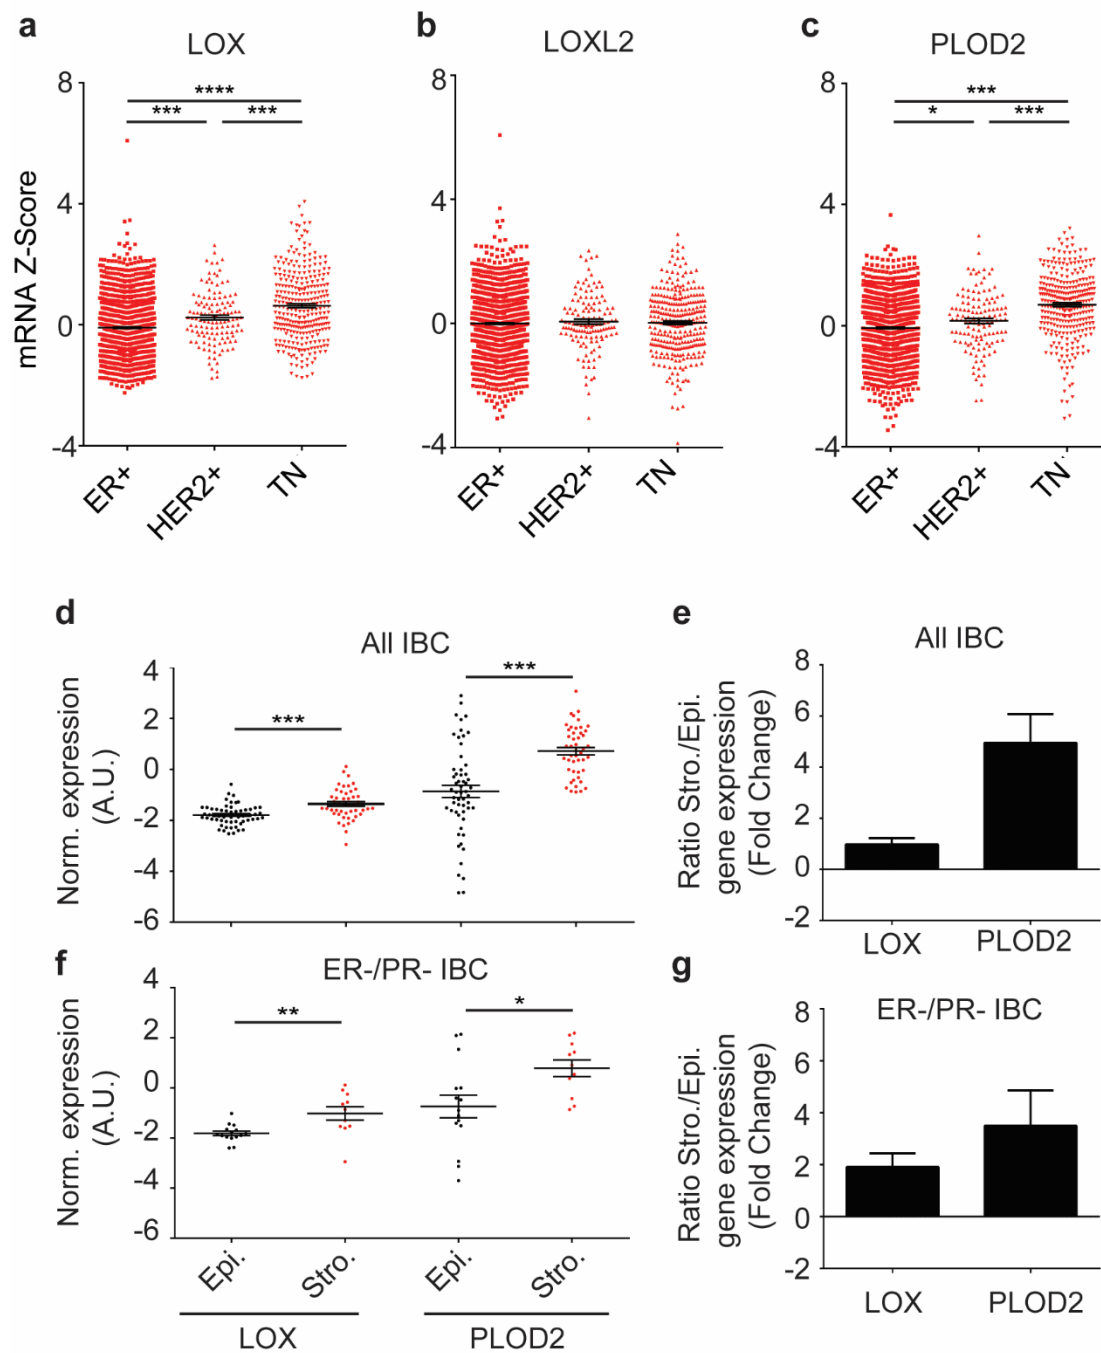 a
LOX
mRNA Z-Score
8
4
0
-4
****
***
***
ER+
HER2+
TN
b
LOXL2
8
4
0
-4
ER+
HER2+
TN
c
PLOD2
8
4
0
-4
***
*
***
ER+
HER2+
TN
d
All IBC
Norm. expression
(A.U.)
4
2
0
-2
-4
-6
***
***
e
All IBC
Ratio Stro./Epi.
gene expression
(Fold Change)
8
6
4
2
0
-2
LOX
PLOD2
f
ER-/PR- IBC
Norm. expression
(A.U.)
4
2
0
-2
-4
-6
**
*
Epi.
Stro.
Epi.
Stro.
LOX
PLOD2
g
ER-/PR- IBC
Ratio Stro./Epi.
gene expression
(Fold Change)
8
6
4
2
0
-2
LOX
PLOD2